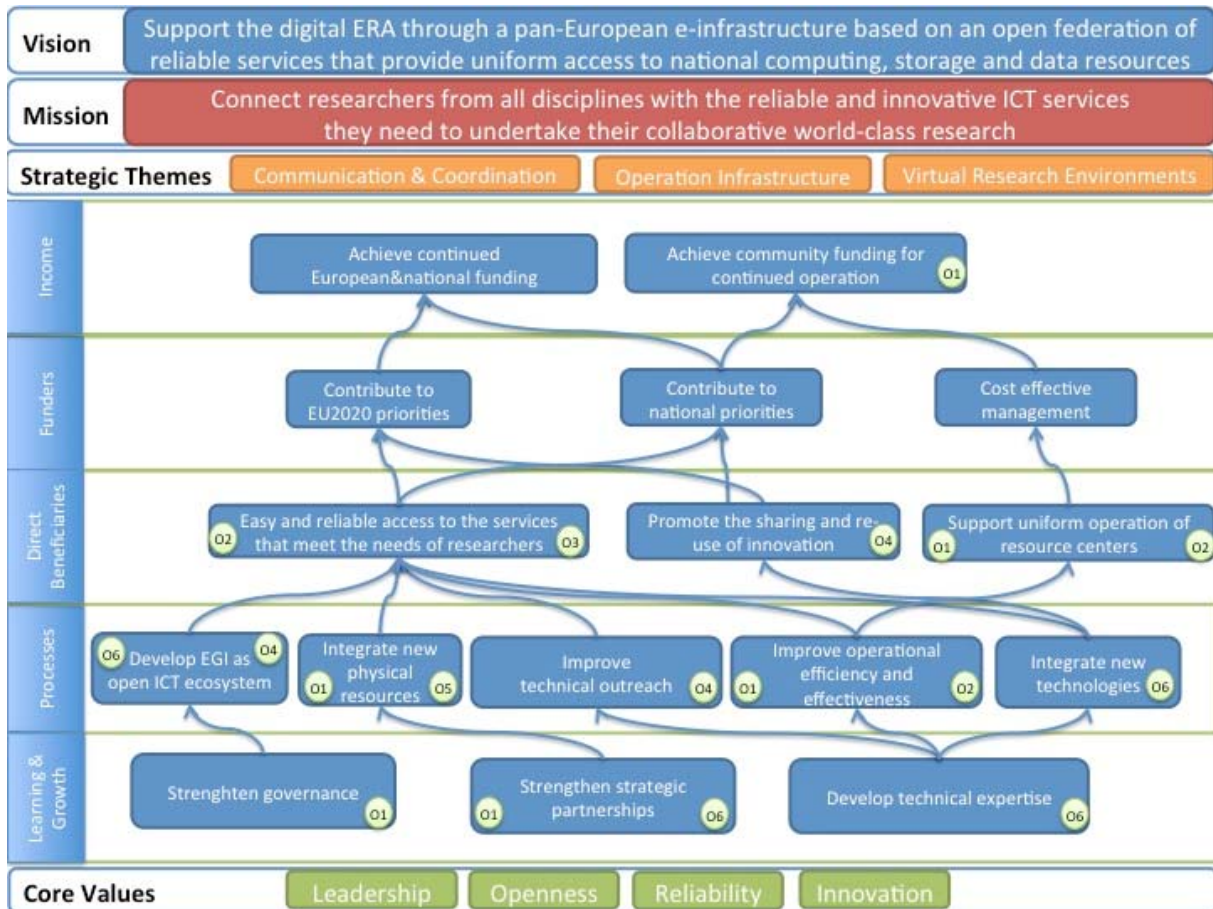 Vision
Support the digital ERA through a pan-European e-infrastructure based on an open federation of
reliable services that provide uniform access to national computing, storage and data resources
Mission
Connect researchers from all disciplines with the reliable and innovative ICT services
they need to undertake their collaborative world-class research
Strategic Themes
Communication & Coordination
Operation Infrastructure
Virtual Research Environments
Income
Achieve continued
European&national funding
Achieve community funding for
continued operation
O1
Funders
Contribute to
EU2020 priorities
Contribute to
national priorities
Cost effective
management
Direct
Beneficiaries
O2
Easy and reliable access to the services
that meet the needs of researchers
O3
Promote the sharing and re-
use of innovation
O4
O1
Support uniform operation of
resource centers
O2
Processes
O6
Develop EGI as
open ICT ecosystem
O4
O1
Integrate new
physical
resources
O5
Improve
technical outreach
O4
O1
Improve operational
efficiency and
effectiveness
O2
Integrate new
technologies
O6
Learning &
Growth
Strenghten governance
O1
O1
Strengthen strategic
partnerships
O6
Develop technical expertise
O6
Core Values
Leadership
Openness
Reliability
Innovation